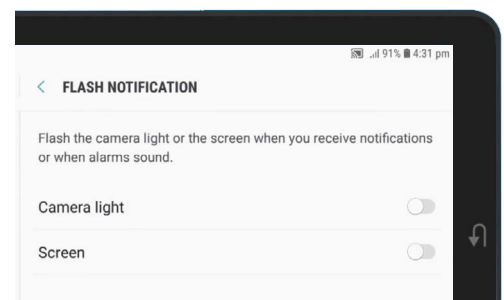 91% 4:31 pm
FLASH NOTIFICATION
Flash the camera light or the screen when you receive notifications
or when alarms sound.
Camera light
Screen